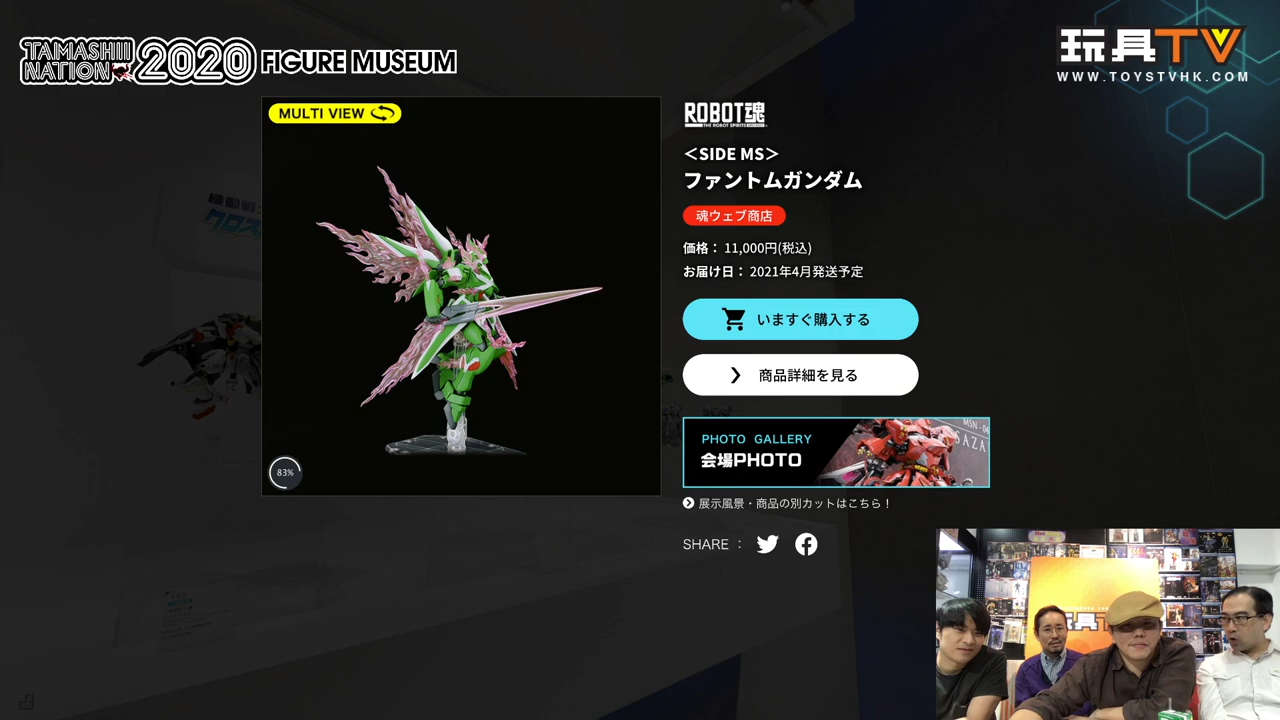 TAMASHII NATION 2020 FIGURE MUSEUM
玩具TV
WWW.TOYSTVHK.COM
MULTI VIEW
ROBOT魂
<SIDE MS>
ファントムガンダム
魂ウェブ商店
価格： 11,000円(税込)
お届け日： 2021年4月発送予定
いますぐ購入する
商品詳細を見る
PHOTO GALLERY
会場PHOTO
MSN-04
SAZA
展示風景・商品の別カットはこちら！
83%
SHARE ：